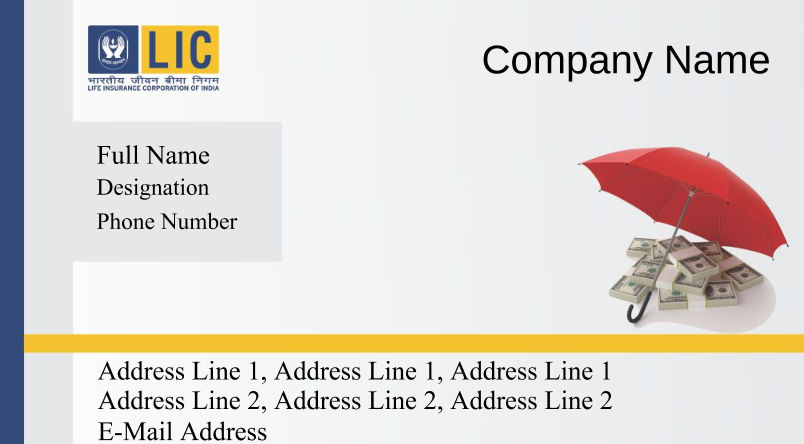 LIC
भारतीय जीवन बीमा निगम
LIFE INSURANCE CORPORATION OF INDIA
Company Name
Full Name
Designation
Phone Number
Address Line 1, Address Line 1, Address Line 1
Address Line 2, Address Line 2, Address Line 2
E-Mail Address